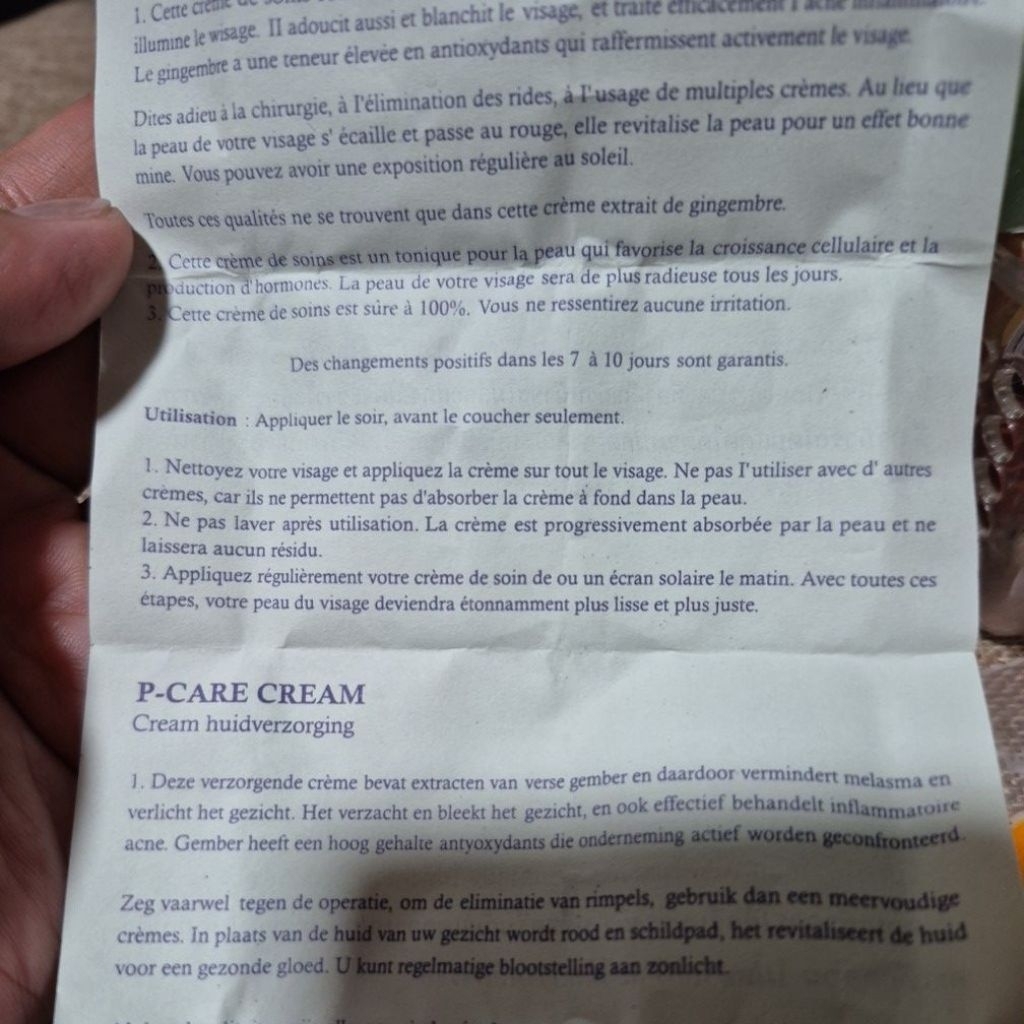 1. Cette crème de soins
illumine le wisage. II adoucit aussi et blanchit le visage, et traite efficacement l'acné inflammatoire.
Le gingembre a une teneur élevée en antioxydants qui raffermissent activement le visage.
Dites adieu à la chirurgie, à I'élimination des rides, à I'usage de multiples crèmes. Au lieu que
la peau de votre visage s' écaille et passe au rouge, elle revitalise la peau pour un effet bonne
mine. Vous pouvez avoir une exposition régulière au soleil.
Toutes ces qualités ne se trouvent que dans cette crème extrait de gingembre.
2. Cette crème de soins est un tonique pour la peau qui favorise la croissance cellulaire et la
production d'hormones. La peau de votre visage sera de plus radieuse tous les jours.
3. Cette crème de soins est sûre à 100%. Vous ne ressentirez aucune irritation.
Des changements positifs dans les 7 à 10 jours sont garantis.
Utilisation : Appliquer le soir, avant le coucher seulement.
1. Nettoyez votre visage et appliquez la crème sur tout le visage. Ne pas I'utiliser avec d' autres
crèmes, car ils ne permettent pas d'absorber la crème à fond dans la peau.
2. Ne pas laver après utilisation. La crème est progressivement absorbée par la peau et ne
laissera aucun résidu.
3. Appliquez régulièrement votre crème de soin de ou un écran solaire le matin. Avec toutes ces
étapes, votre peau du visage deviendra étonnamment plus lisse et plus juste.
P-CARE CREAM
Cream huidverzorging
1. Deze verzorgende crème bevat extracten van verse gember en daardoor vermindert melasma en
verlicht het gezicht. Het verzacht en bleekt het gezicht, en ook effectief behandelt inflammatoire
acne. Gember heeft een hoog gehalte antyoxydants die onderneming actief worden geconfronteerd.
Zeg vaarwel tegen de operatie, om de eliminatie van rimpels, gebruik dan een meervoudige
crèmes. In plaats van de huid van uw gezicht wordt rood en schildpad, het revitaliseert de huid
voor een gezonde gloed. U kunt regelmatige blootstelling aan zonlicht.